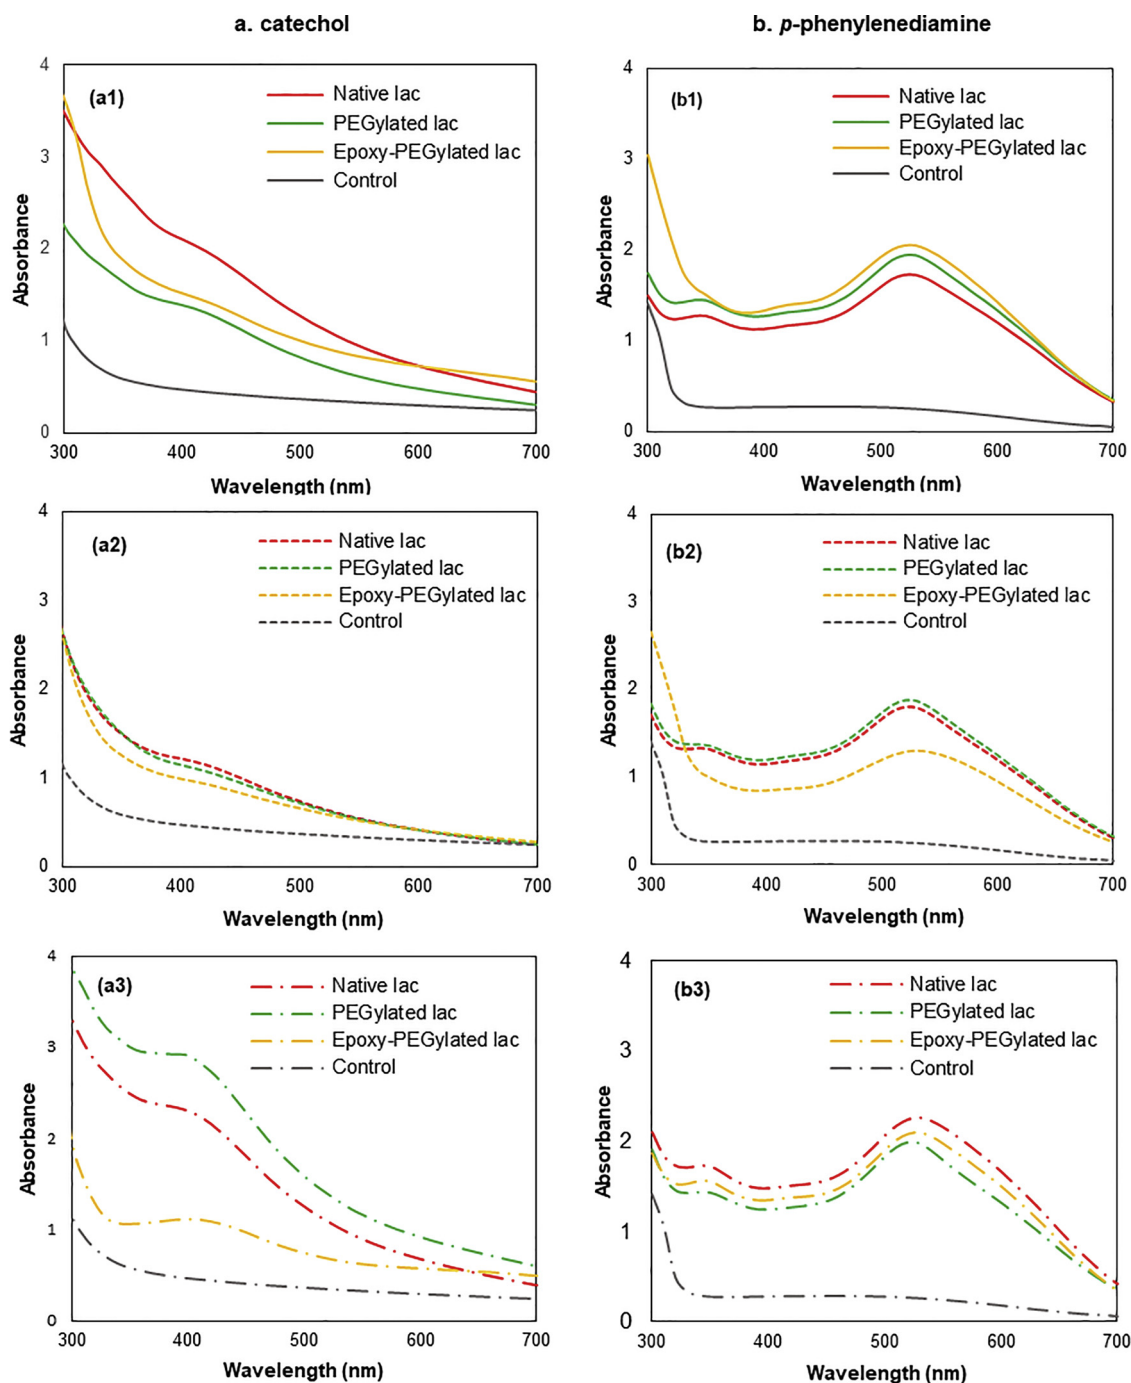 a. catechol
b. p-phenylenediamine
4
3
2
1
0
300 400 500 600 700
Absorbance
Wavelength (nm)
(a1)
Native lac
PEGylated lac
Epoxy-PEGylated lac
Control
4
3
2
1
0
300 400 500 600 700
Absorbance
Wavelength (nm)
(b1)
Native lac
PEGylated lac
Epoxy-PEGylated lac
Control
4
3
2
1
0
300 400 500 600 700
Absorbance
Wavelength (nm)
(a2)
Native lac
PEGylated lac
Epoxy-PEGylated lac
Control
4
3
2
1
0
300 400 500 600 700
Absorbance
Wavelength (nm)
(b2)
Native lac
PEGylated lac
Epoxy-PEGylated lac
Control
4
3
2
1
0
300 400 500 600 700
Absorbance
Wavelength (nm)
(a3)
Native lac
PEGylated lac
Epoxy-PEGylated lac
Control
4
3
2
1
0
300 400 500 600 700
Absorbance
Wavelength (nm)
(b3)
Native lac
PEGylated lac
Epoxy-PEGylated lac
Control